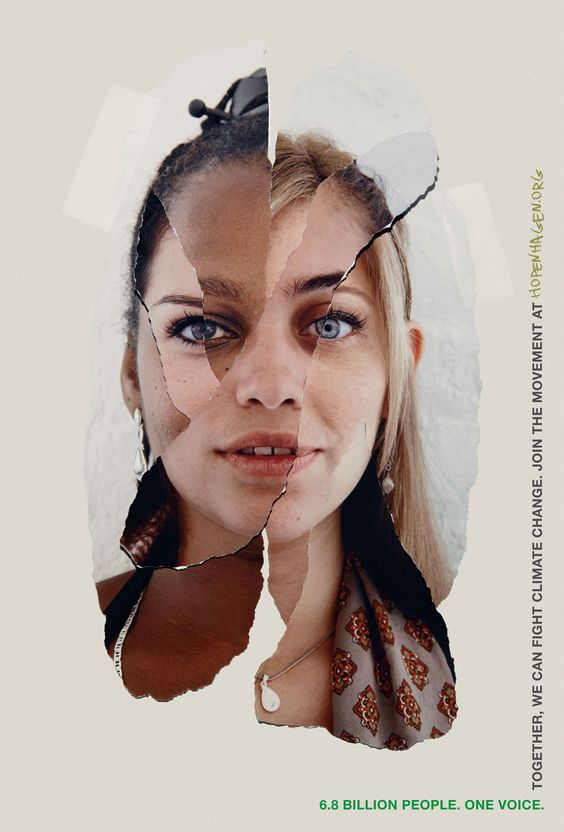 TOGETHER, WE CAN FIGHT CLIMATE CHANGE. JOIN THE MOVEMENT AT HOPENHAGEN.ORG
6.8 BILLION PEOPLE. ONE VOICE.